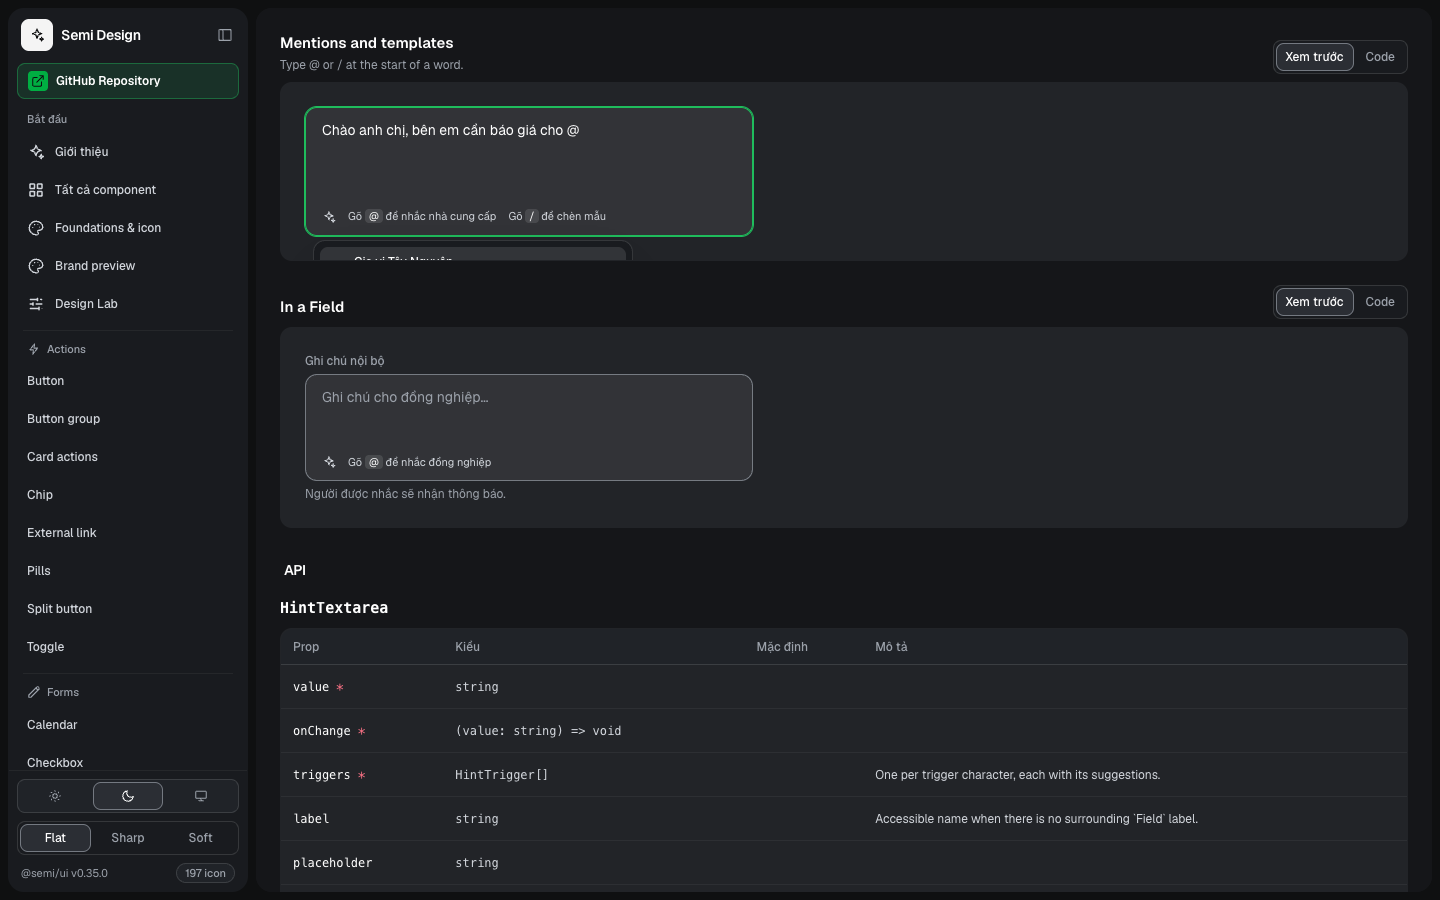 Semi Design
GitHub Repository
Bắt đầu
Giới thiệu
Tất cả component
Foundations & icon
Brand preview
Design Lab
Actions
Button
Button group
Card actions
Chip
External link
Pills
Split button
Toggle
Forms
Calendar
Checkbox
Flat Sharp Soft
@semi/ui v0.35.0 197 icon
Mentions and templates
Type @ or / at the start of a word.
Xem trước Code
Chào anh chị, bên em cần báo giá cho @
Gõ @ để nhắc nhà cung cấp Gõ / để chèn mẫu
Gia vị Tây Nguyên
In a Field
Xem trước Code
Ghi chú nội bộ
Ghi chú cho đồng nghiệp…
Gõ @ để nhắc đồng nghiệp
Người được nhắc sẽ nhận thông báo.
API
HintTextarea
Prop Kiểu Mặc định Mô tả
value * string
onChange * (value: string) => void
triggers * HintTrigger[] One per trigger character, each with its suggestions.
label string Accessible name when there is no surrounding `Field` label.
placeholder string